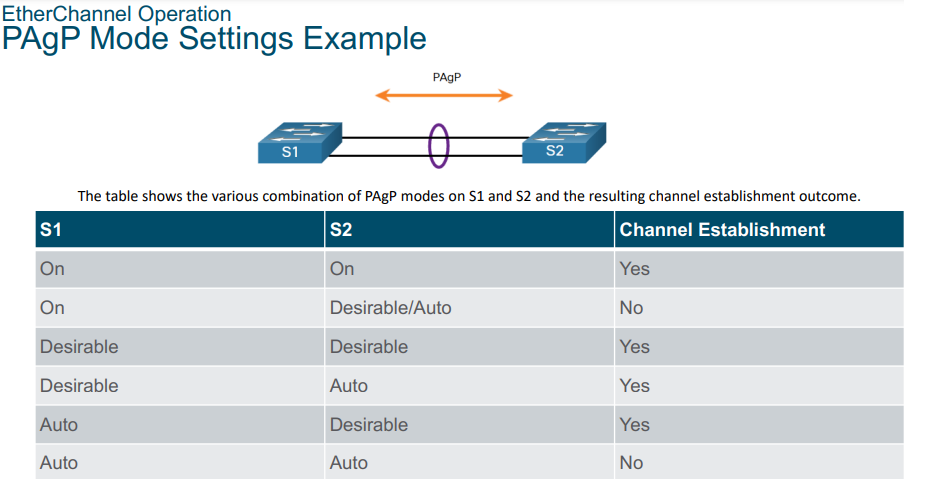 EtherChannel Operation
PAgP Mode Settings Example
PAgP
S1
S2
The table shows the various combination of PAgP modes on S1 and S2 and the resulting channel establishment outcome.
S1 S2 Channel Establishment
On On Yes
On Desirable/Auto No
Desirable Desirable Yes
Desirable Auto Yes
Auto Desirable Yes
Auto Auto No